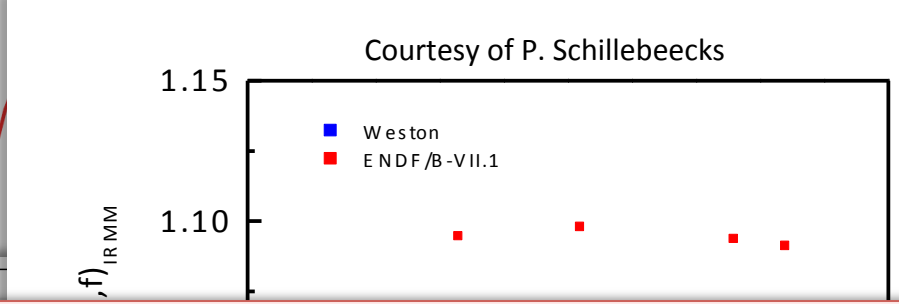 Courtesy of P. Schillebeecks
1.15
Weston
ENDF/B-VII.1
1.10
,f)IRMM